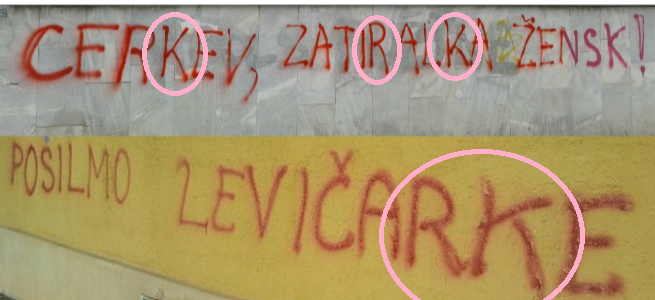 CERKEV, ZATIRALKA ŽENSK!
POSILMO LEVIČARKE